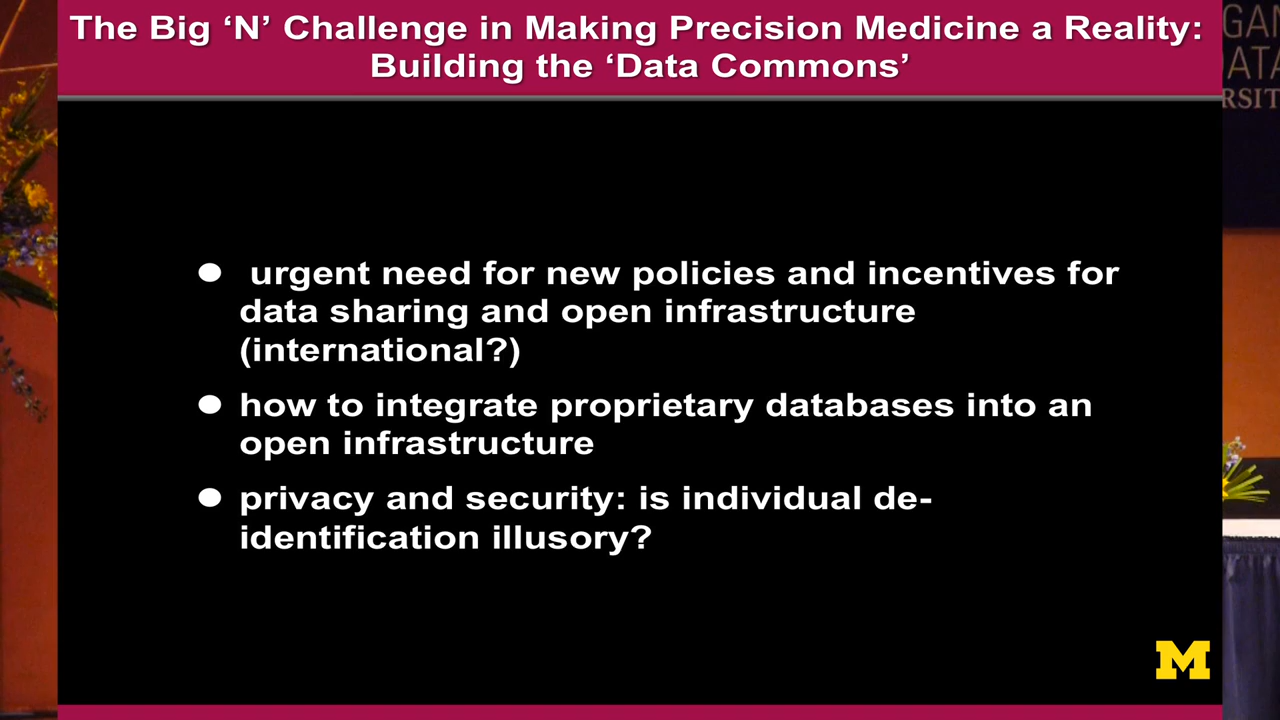 The Big ‘N’ Challenge in Making Precision Medicine a Reality:
Building the ‘Data Commons’
● urgent need for new policies and incentives for
data sharing and open infrastructure
(international?)
● how to integrate proprietary databases into an
open infrastructure
● privacy and security: is individual de-
identification illusory?
M